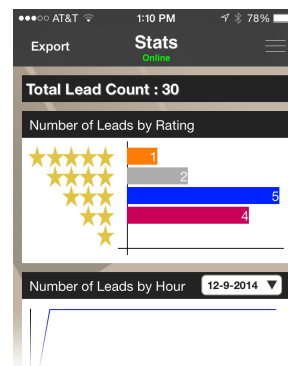 ●●●○○ AT&T 1:10 PM 78%
Export Stats
Online
Total Lead Count : 30
Number of Leads by Rating
1
2
5
4
Number of Leads by Hour 12-9-2014 ▼